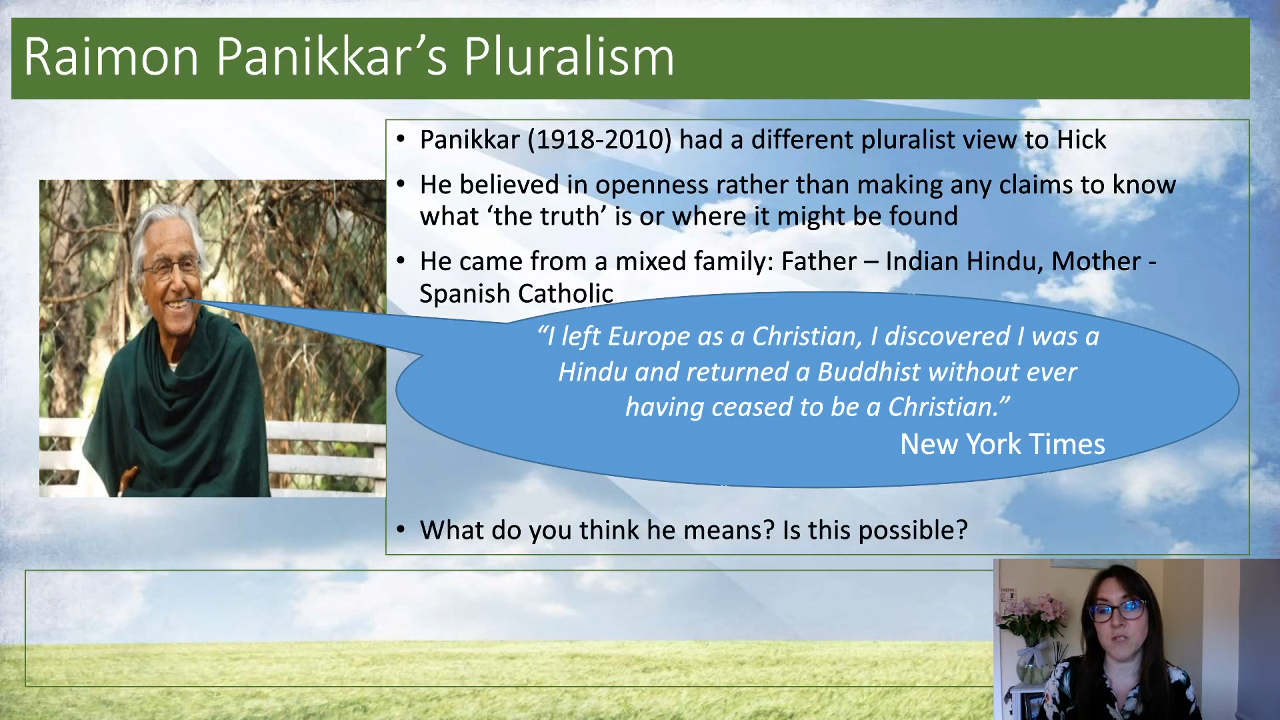 Raimon Panikkar’s Pluralism
• Panikkar (1918-2010) had a different pluralist view to Hick
• He believed in openness rather than making any claims to know
what ‘the truth’ is or where it might be found
• He came from a mixed family: Father – Indian Hindu, Mother -
Spanish Catholic
“I left Europe as a Christian, I discovered I was a
Hindu and returned a Buddhist without ever
having ceased to be a Christian.”
New York Times
• What do you think he means? Is this possible?